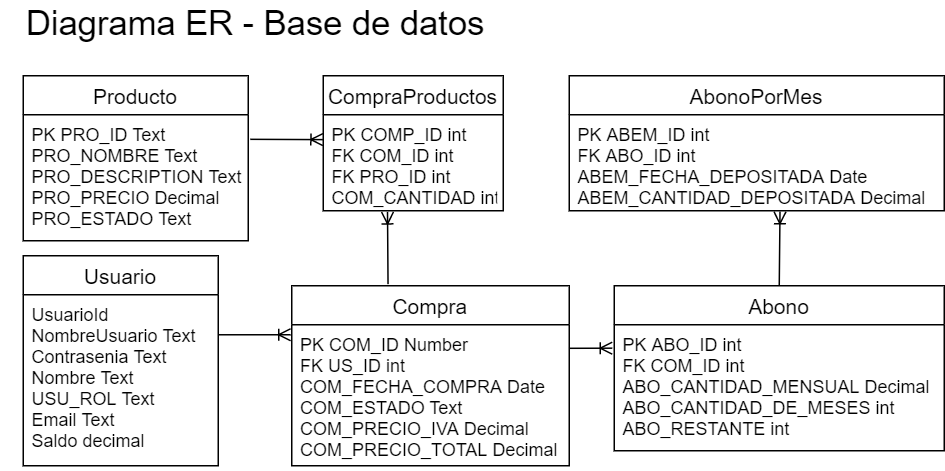 Diagrama ER - Base de datos
Producto
PK PRO_ID Text
PRO_NOMBRE Text
PRO_DESCRIPTION Text
PRO_PRECIO Decimal
PRO_ESTADO Text
CompraProductos
PK COMP_ID int
FK COM_ID int
FK PRO_ID int
COM_CANTIDAD int
AbonoPorMes
PK ABEM_ID int
FK ABO_ID int
ABEM_FECHA_DEPOSITADA Date
ABEM_CANTIDAD_DEPOSITADA Decimal
Usuario
UsuarioId
NombreUsuario Text
Contrasenia Text
Nombre Text
USU_ROL Text
Email Text
Saldo decimal
Compra
PK COM_ID Number
FK US_ID int
COM_FECHA_COMPRA Date
COM_ESTADO Text
COM_PRECIO_IVA Decimal
COM_PRECIO_TOTAL Decimal
Abono
PK ABO_ID int
FK COM_ID int
ABO_CANTIDAD_MENSUAL Decimal
ABO_CANTIDAD_DE_MESES int
ABO_RESTANTE int